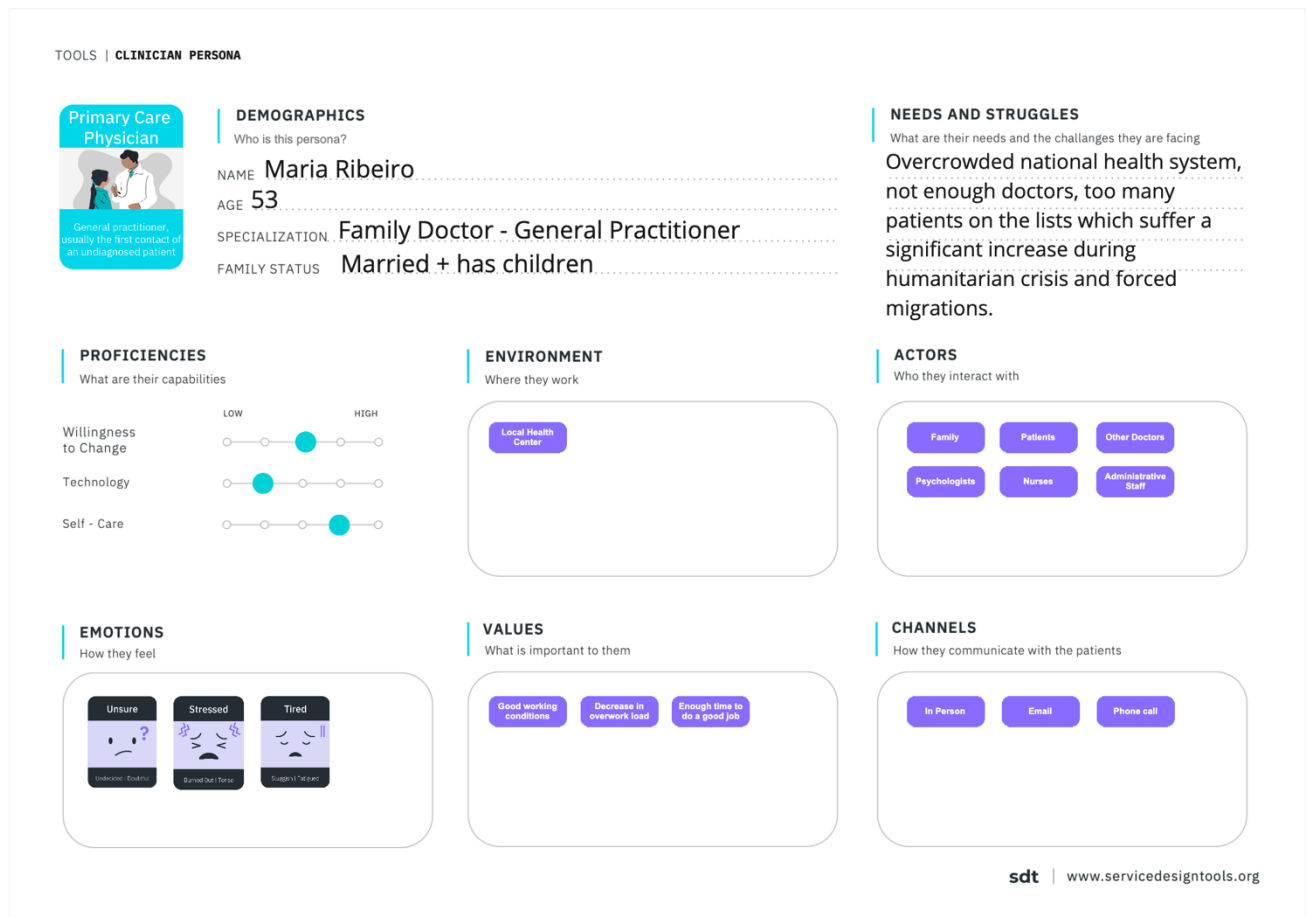 TOOLS | CLINICIAN PERSONA
Primary Care
Physician
General practitioner,
usually the first contact of
an undiagnosed patient
DEMOGRAPHICS
Who is this persona?
NAME Maria Ribeiro
AGE 53
SPECIALIZATION Family Doctor - General Practitioner
FAMILY STATUS Married + has children
NEEDS AND STRUGGLES
What are their needs and the challanges they are facing
Overcrowded national health system,
not enough doctors, too many
patients on the lists which suffer a
significant increase during
humanitarian crisis and forced
migrations.
PROFICIENCIES
What are their capabilities
LOW HIGH
Willingness
to Change
Technology
Self - Care
ENVIRONMENT
Where they work
Local Health
Center
ACTORS
Who they interact with
Family
Patients
Other Doctors
Psychologists
Nurses
Administrative
Staff
EMOTIONS
How they feel
Unsure
?
Undecided | Doubtful
Stressed
Burned Out | Tense
Tired
Sluggish | Fatigued
VALUES
What is important to them
Good working
conditions
Decrease in
overwork load
Enough time to
do a good job
CHANNELS
How they communicate with the patients
In Person
Email
Phone call
sdt | www.servicedesigntools.org